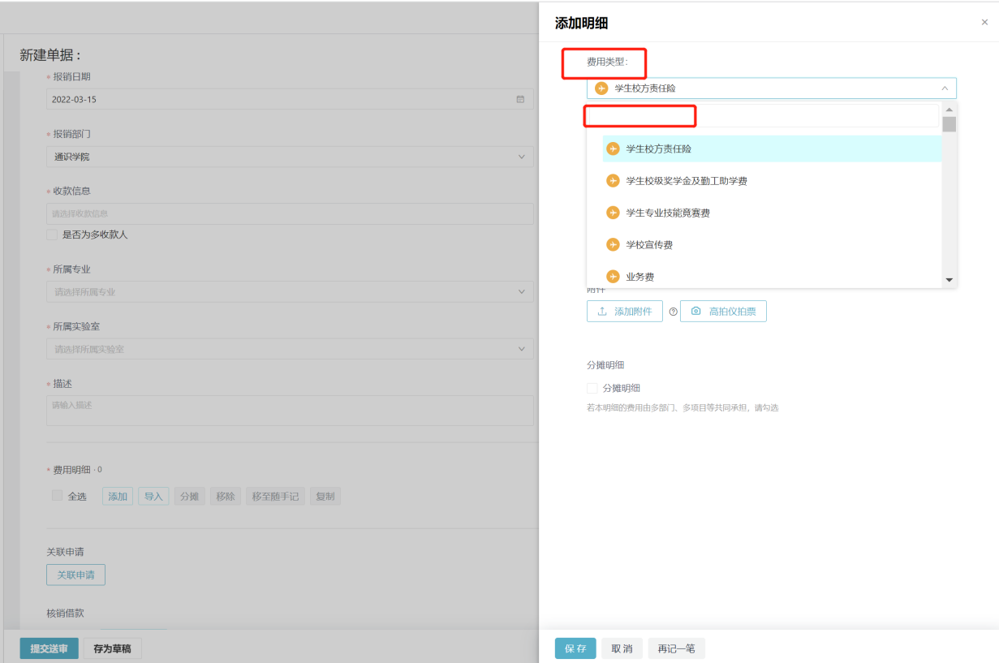 新建单据：
* 报销日期
2022-03-15
* 报销部门
通识学院
* 收款信息
请选择收款信息
是否为多收款人
* 所属专业
请选择所属专业
* 所属实验室
请选择所属实验室
* 描述
请输入描述
* 费用明细 · 0
全选 添加 导入 分摊 移除 移至随手记 复制
关联申请
关联申请
核销借款
提交送审 存为草稿
添加明细 ×
费用类型：
学生校方责任险
学生校方责任险
学生校级奖学金及勤工助学费
学生专业技能竟赛费
学校宣传费
业务费
附件
添加附件 ? 高拍仪拍票
分摊明细
分摊明细
若本明细的费用由多部门、多项目等共同承担，请勾选
保存 取消 再记一笔